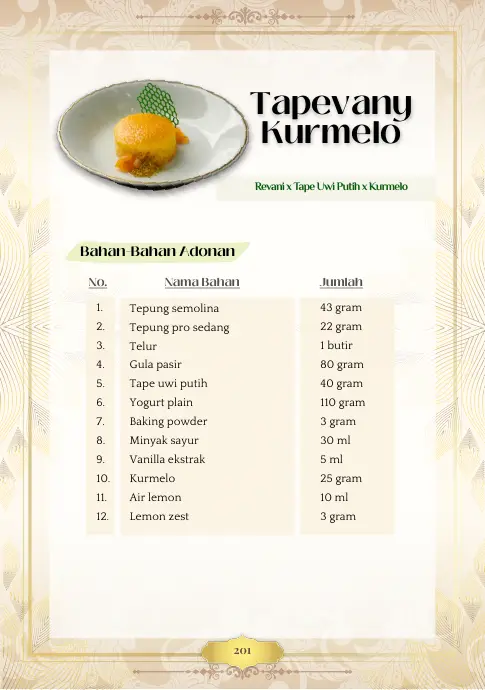 Tapevany
Kurmelo
Revani x Tape Uwi Putih x Kurmelo
Bahan-Bahan Adonan
No. Nama Bahan Jumlah
1. Tepung semolina 43 gram
2. Tepung pro sedang 22 gram
3. Telur 1 butir
4. Gula pasir 80 gram
5. Tape uwi putih 40 gram
6. Yogurt plain 110 gram
7. Baking powder 3 gram
8. Minyak sayur 30 ml
9. Vanilla ekstrak 5 ml
10. Kurmelo 25 gram
11. Air lemon 10 ml
12. Lemon zest 3 gram
201